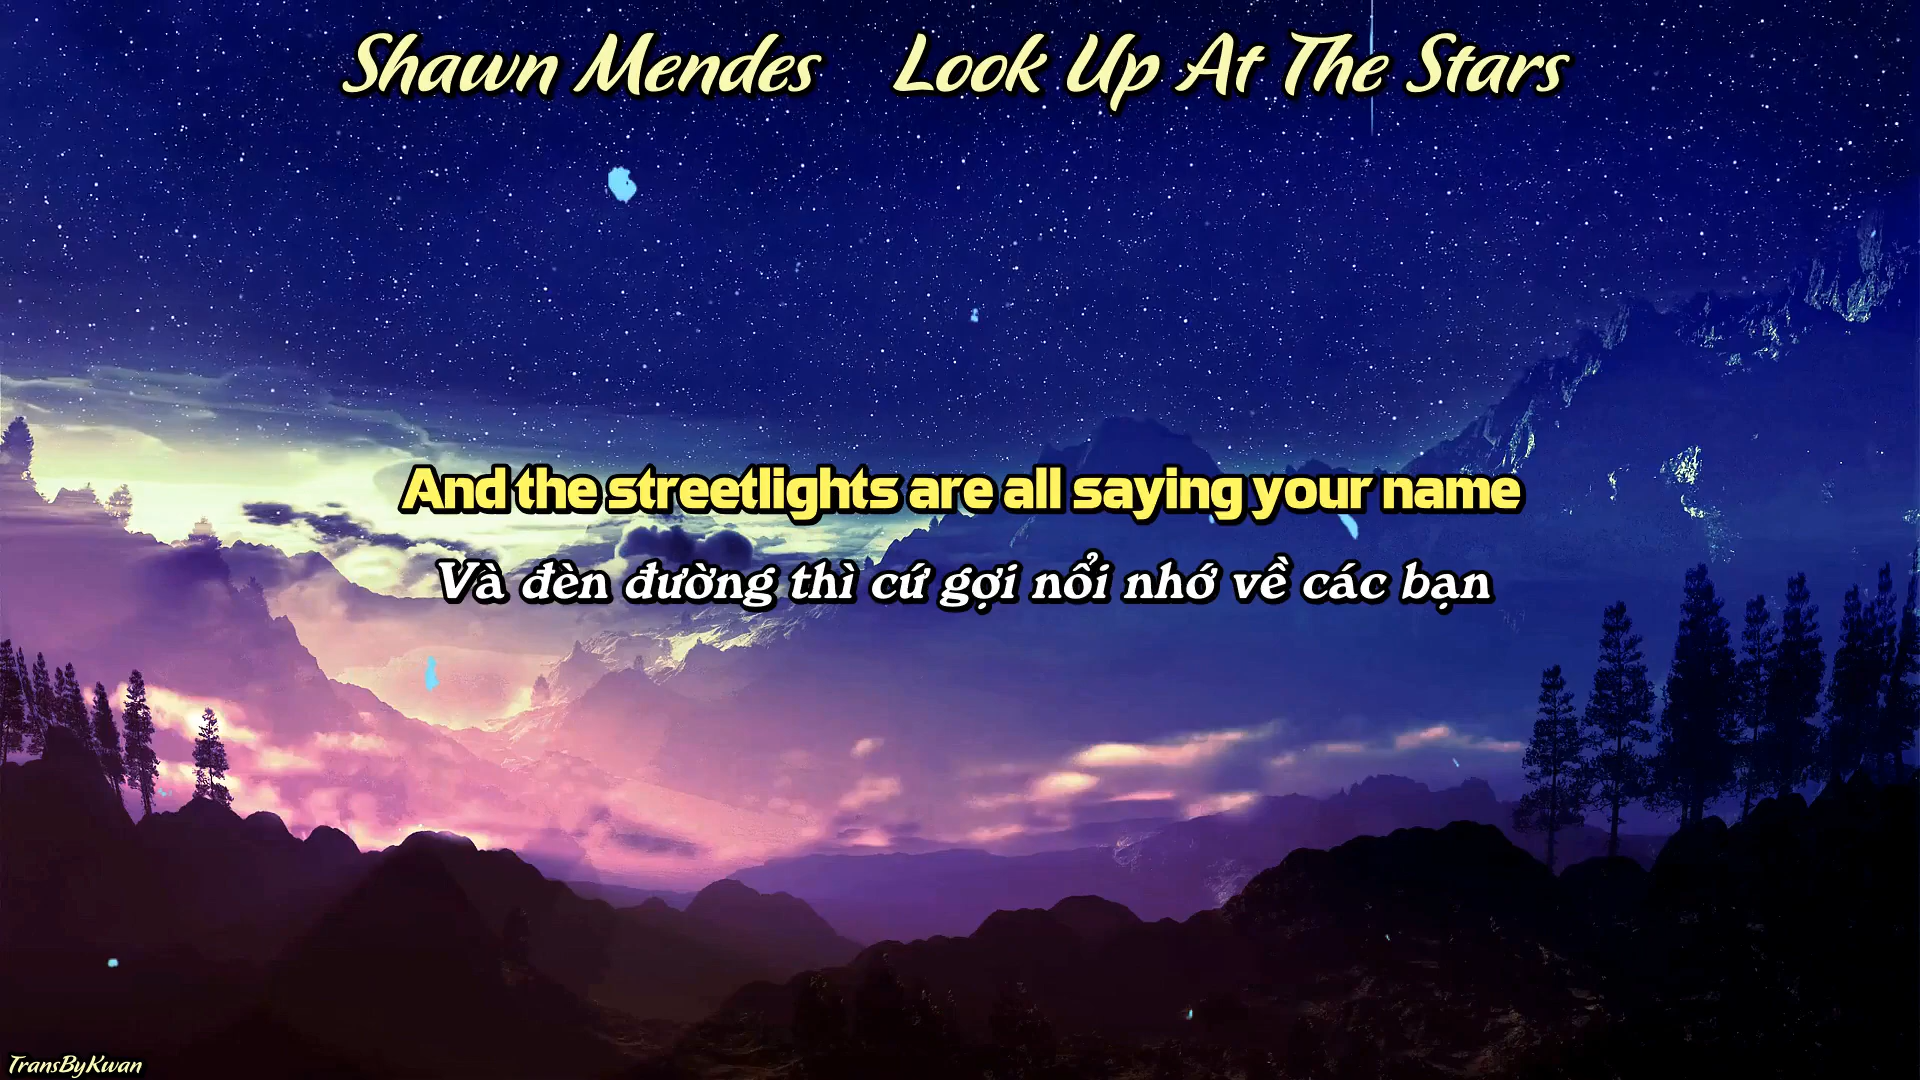 Shawn Mendes Look Up At The Stars
And the streetlights are all saying your name
Và đèn đường thì cứ gợi nổi nhớ về các bạn
TransByKwan